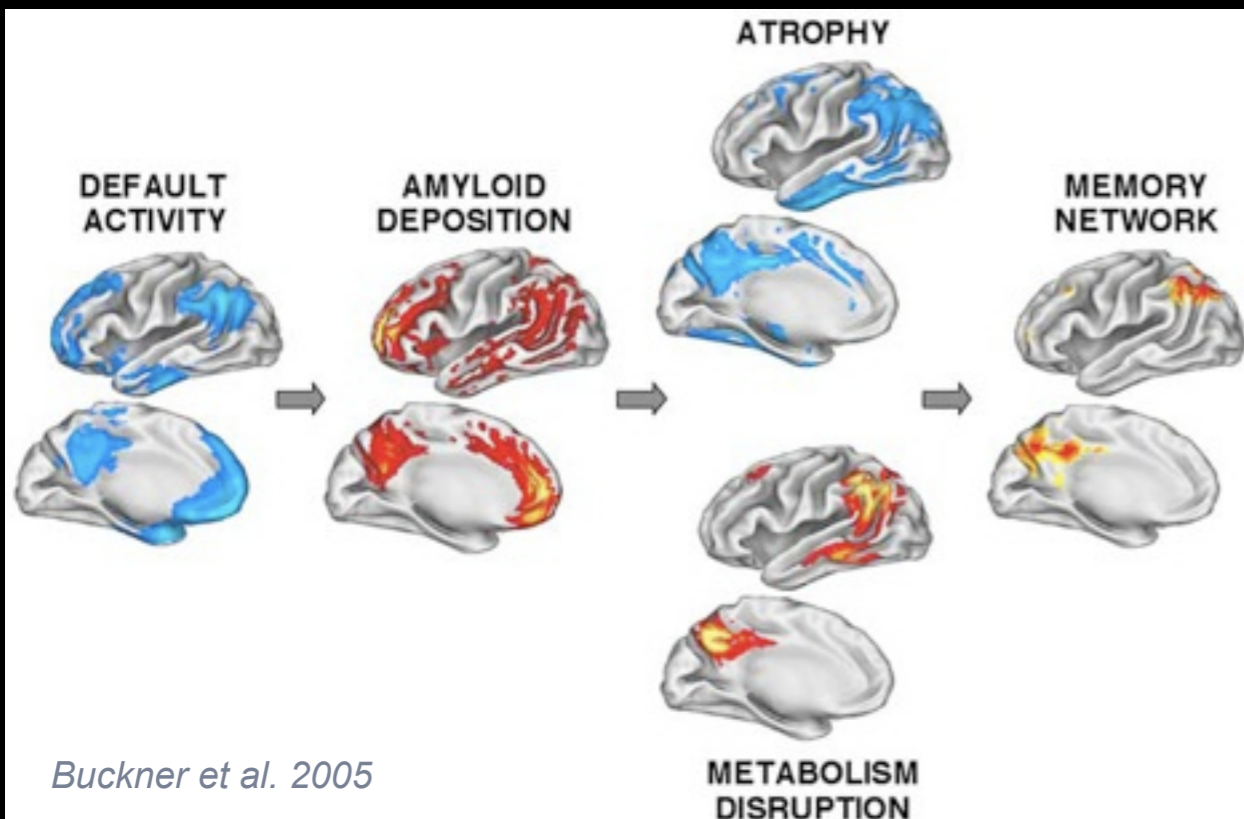 ATROPHY
DEFAULT
ACTIVITY
AMYLOID
DEPOSITION
MEMORY
NETWORK
METABOLISM
DISRUPTION
Buckner et al. 2005